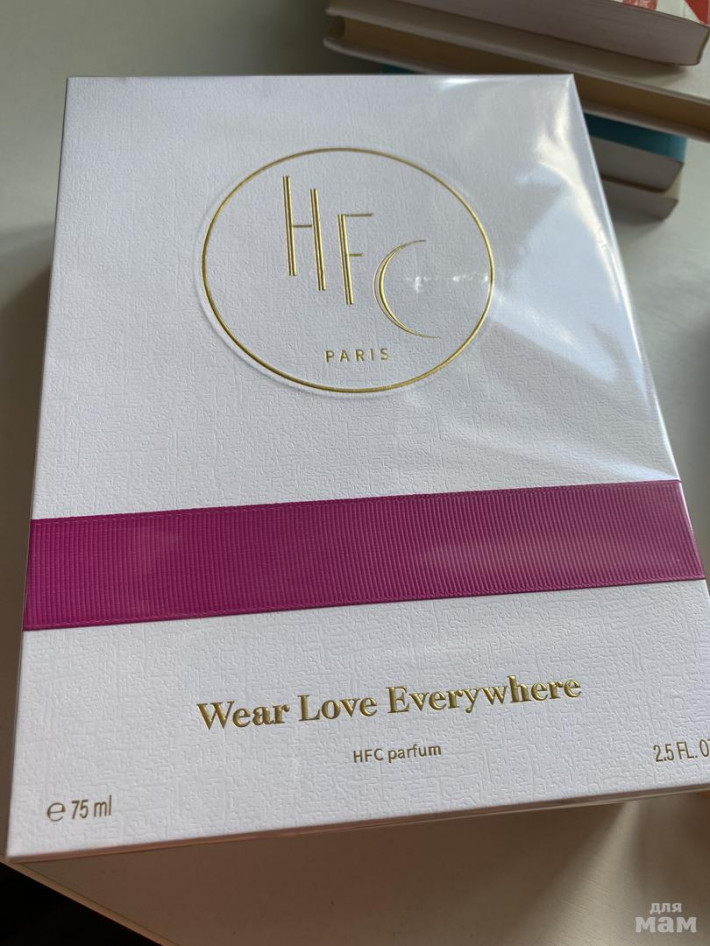 HFC
PARIS
Wear Love Everywhere
HFC parfum
e 75 ml
2.5 FL.
для
мам